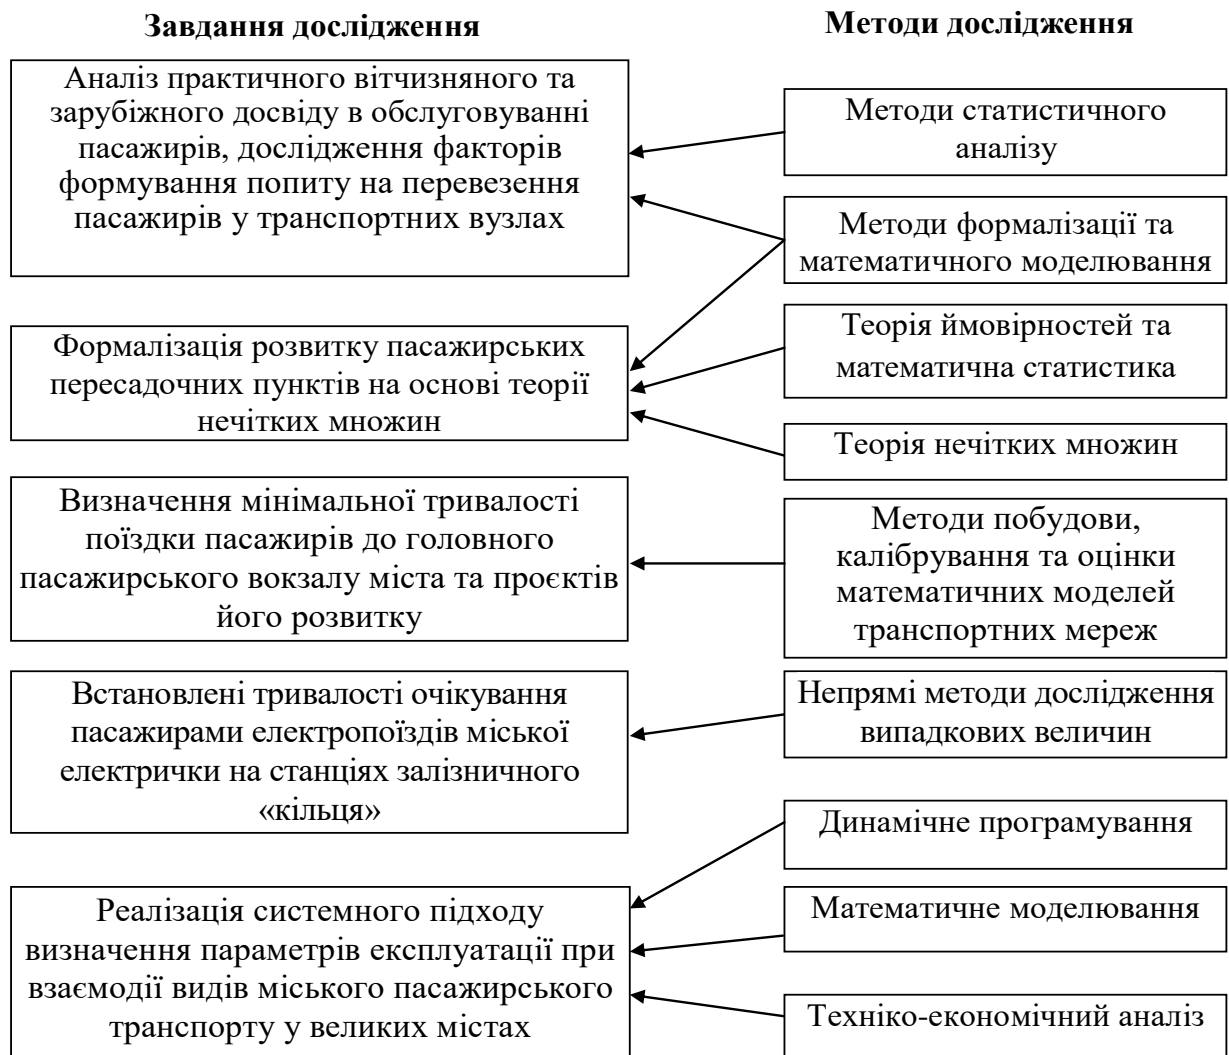 Завдання дослідження
Аналіз практичного вітчизняного та
зарубіжного досвіду в обслуговуванні
пасажирів, дослідження факторів
формування попиту на перевезення
пасажирів у транспортних вузлах
Формалізація розвитку пасажирських
пересадочних пунктів на основі теорії
нечітких множин
Визначення мінімальної тривалості
поїздки пасажирів до головного
пасажирського вокзалу міста та проєктів
його розвитку
Встановлені тривалості очікування
пасажирами електропоїздів міської
електрички на станціях залізничного
«кільця»
Реалізація системного підходу
визначення параметрів експлуатації при
взаємодії видів міського пасажирського
транспорту у великих містах
Методи дослідження
Методи статистичного
аналізу
Методи формалізації та
математичного моделювання
Теорія ймовірностей та
математична статистика
Теорія нечітких множин
Методи побудови,
калібрування та оцінки
математичних моделей
транспортних мереж
Непрямі методи дослідження
випадкових величин
Динамічне програмування
Математичне моделювання
Техніко-економічний аналіз